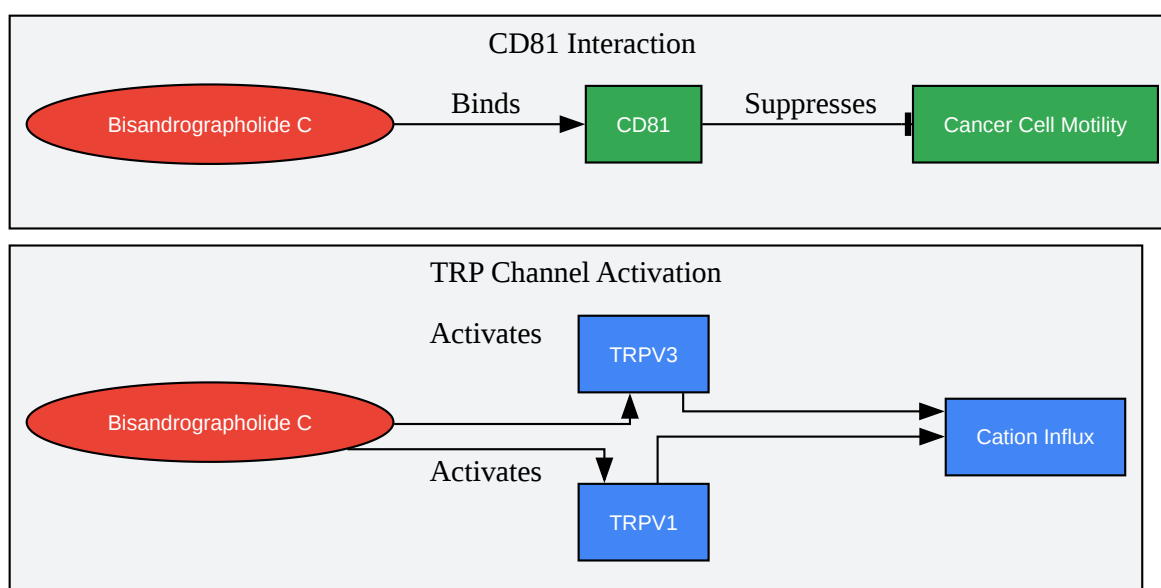 CD81 Interaction
Bisandrographolide C
Binds
CD81
Suppresses
Cancer Cell Motility
TRP Channel Activation
Activates
TRPV3
Bisandrographolide C
Cation Influx
Activates
TRPV1